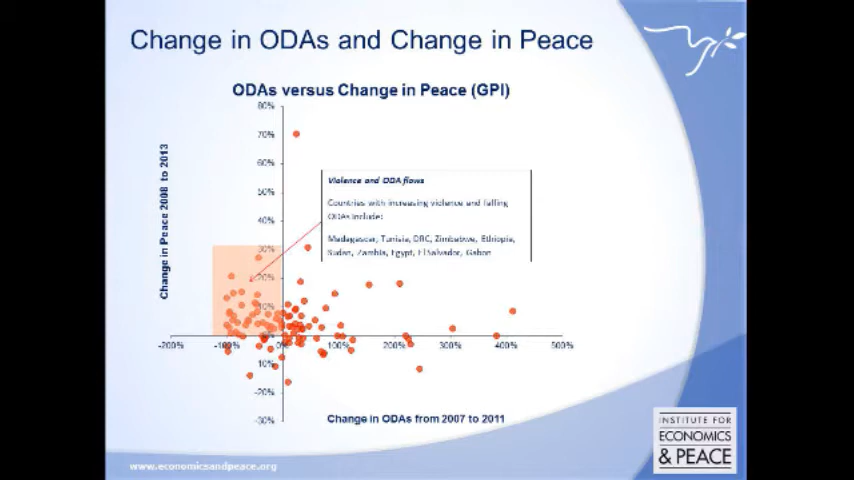 Change in ODAs and Change in Peace
ODAs versus Change in Peace (GPI)
80%
70%
60%
50%
40%
30%
20%
10%
0%
10%
-20%
-30%
-200%
-100%
0%
100%
200%
300%
400%
500%
Change in Peace 2008 to 2013
Violence and ODA flows
Countries with increasing violence and falling
ODAs include:
Madagascar, Tunisia, DRC, Zimbabwe, Ethiopia,
Sudan, Zambia, Egypt, El Salvador, Gabon
Change in ODAs from 2007 to 2011
www.economicsandpeace.org
INSTITUTE FOR
ECONOMICS
& PEACE